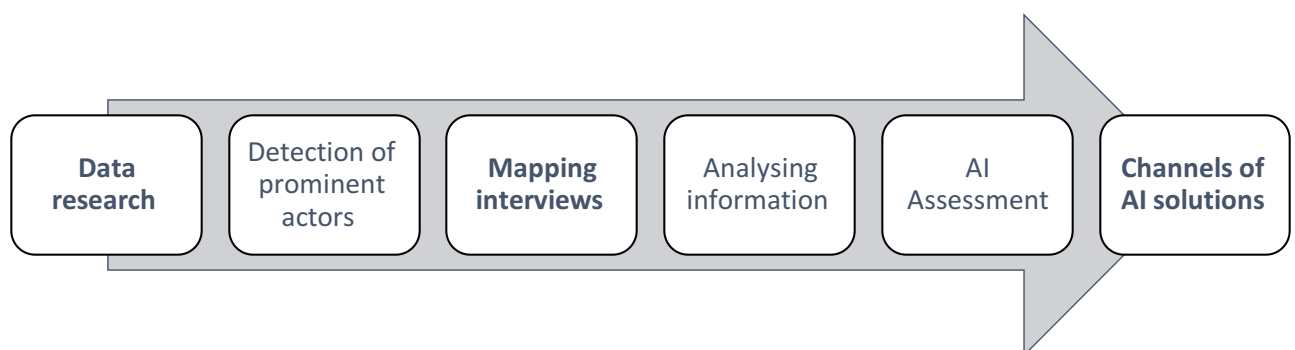 Data
research
Detection of
prominent
actors
Mapping
interviews
Analysing
information
AI
Assessment
Channels of
AI solutions